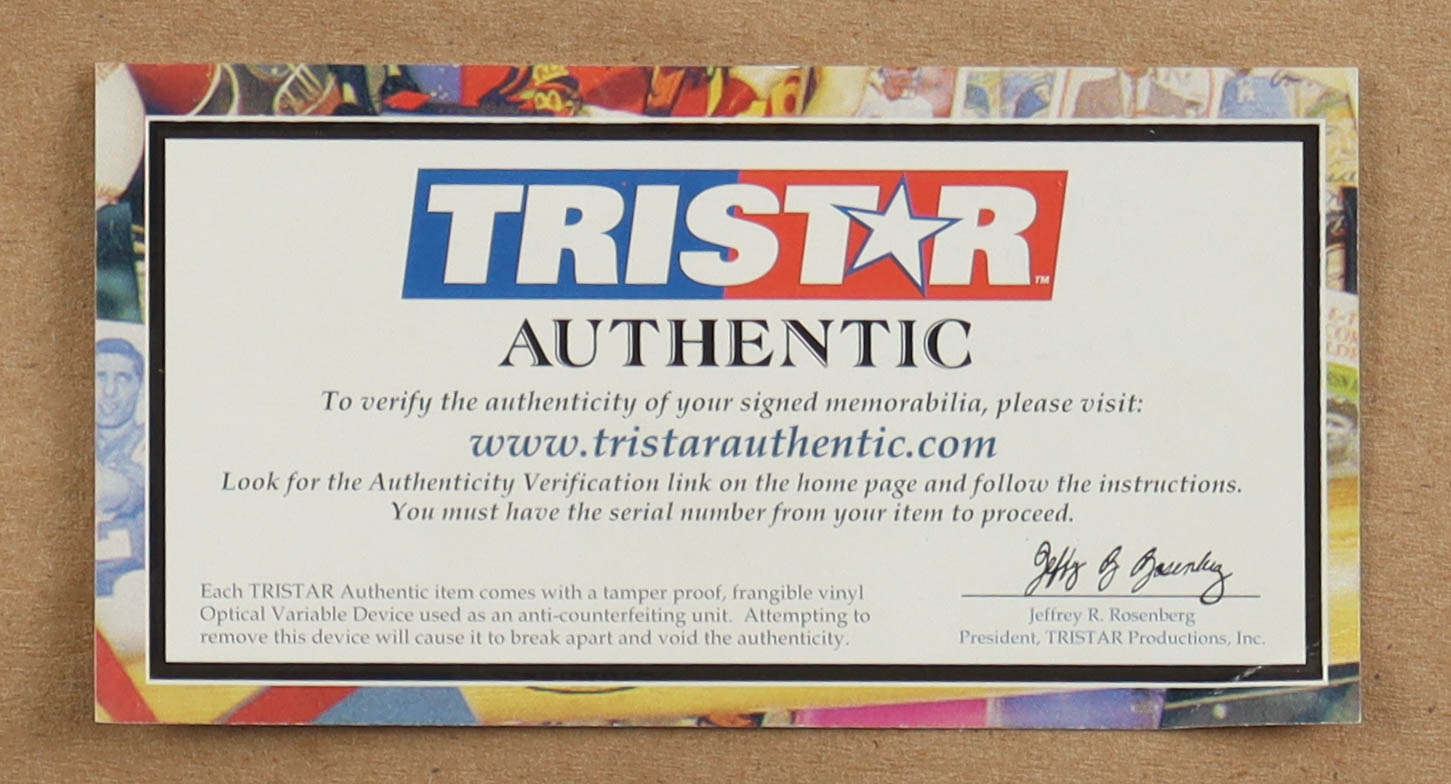 TRISTAR™
AUTHENTIC
To verify the authenticity of your signed memorabilia, please visit:
www.tristarauthentic.com
Look for the Authenticity Verification link on the home page and follow the instructions.
You must have the serial number from your item to proceed.
Each TRISTAR Authentic item comes with a tamper proof, frangible vinyl
Optical Variable Device used as an anti-counterfeiting unit. Attempting to
remove this device will cause it to break apart and void the authenticity.
Jeffrey R. Rosenberg
President, TRISTAR Productions, Inc.